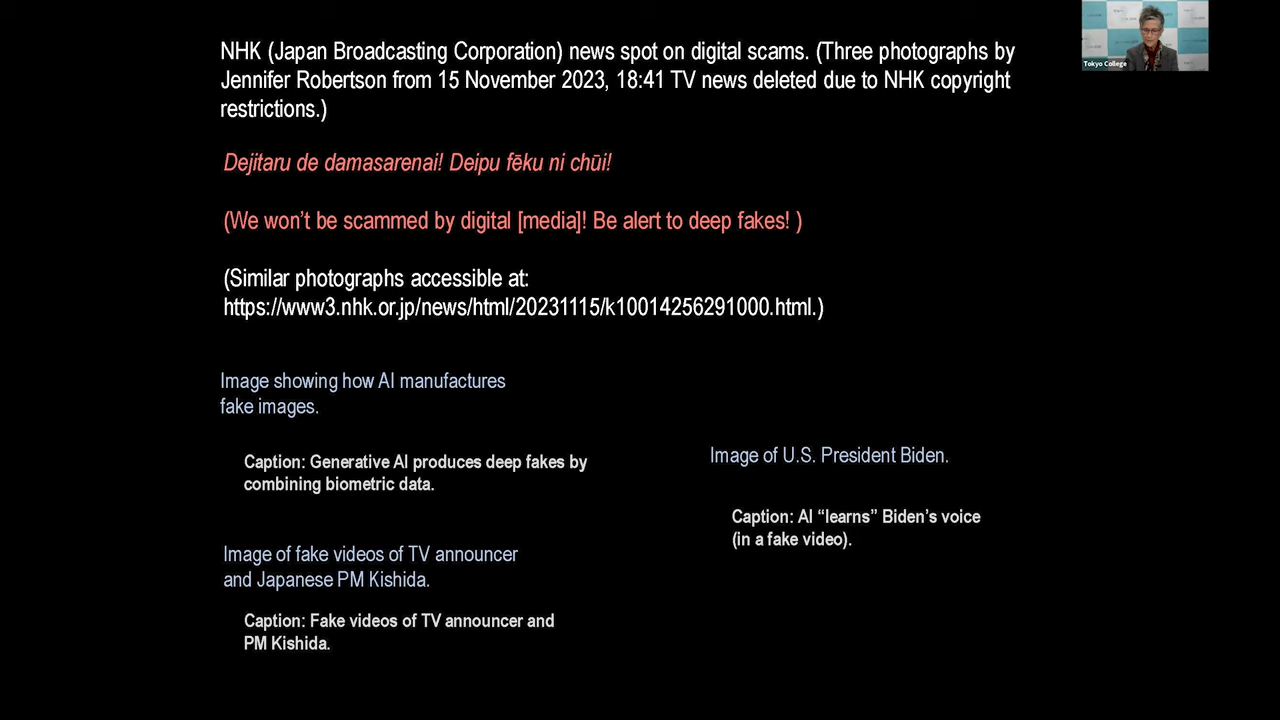 NHK (Japan Broadcasting Corporation) news spot on digital scams. (Three photographs by
Jennifer Robertson from 15 November 2023, 18:41 TV news deleted due to NHK copyright
restrictions.)
Dejitaru de damasarenai! Deipu fēku ni chūi!
(We won't be scammed by digital [media]! Be alert to deep fakes! )
(Similar photographs accessible at:
https://www3.nhk.or.jp/news/html/20231115/k10014256291000.html.)
Image showing how AI manufactures
fake images.
Caption: Generative AI produces deep fakes by
combining biometric data.
Image of fake videos of TV announcer
and Japanese PM Kishida.
Caption: Fake videos of TV announcer and
PM Kishida.
Image of U.S. President Biden.
Caption: AI “learns” Biden’s voice
(in a fake video).
Tokyo College